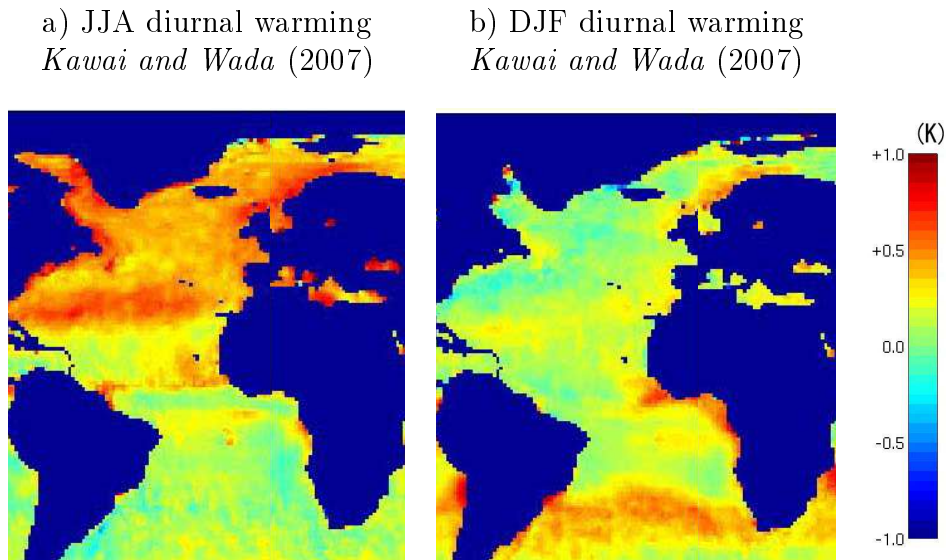 a) JJA diurnal warming
Kawai and Wada (2007)
b) DJF diurnal warming
Kawai and Wada (2007)
(K)
+1.0
+0.5
0.0
-0.5
-1.0